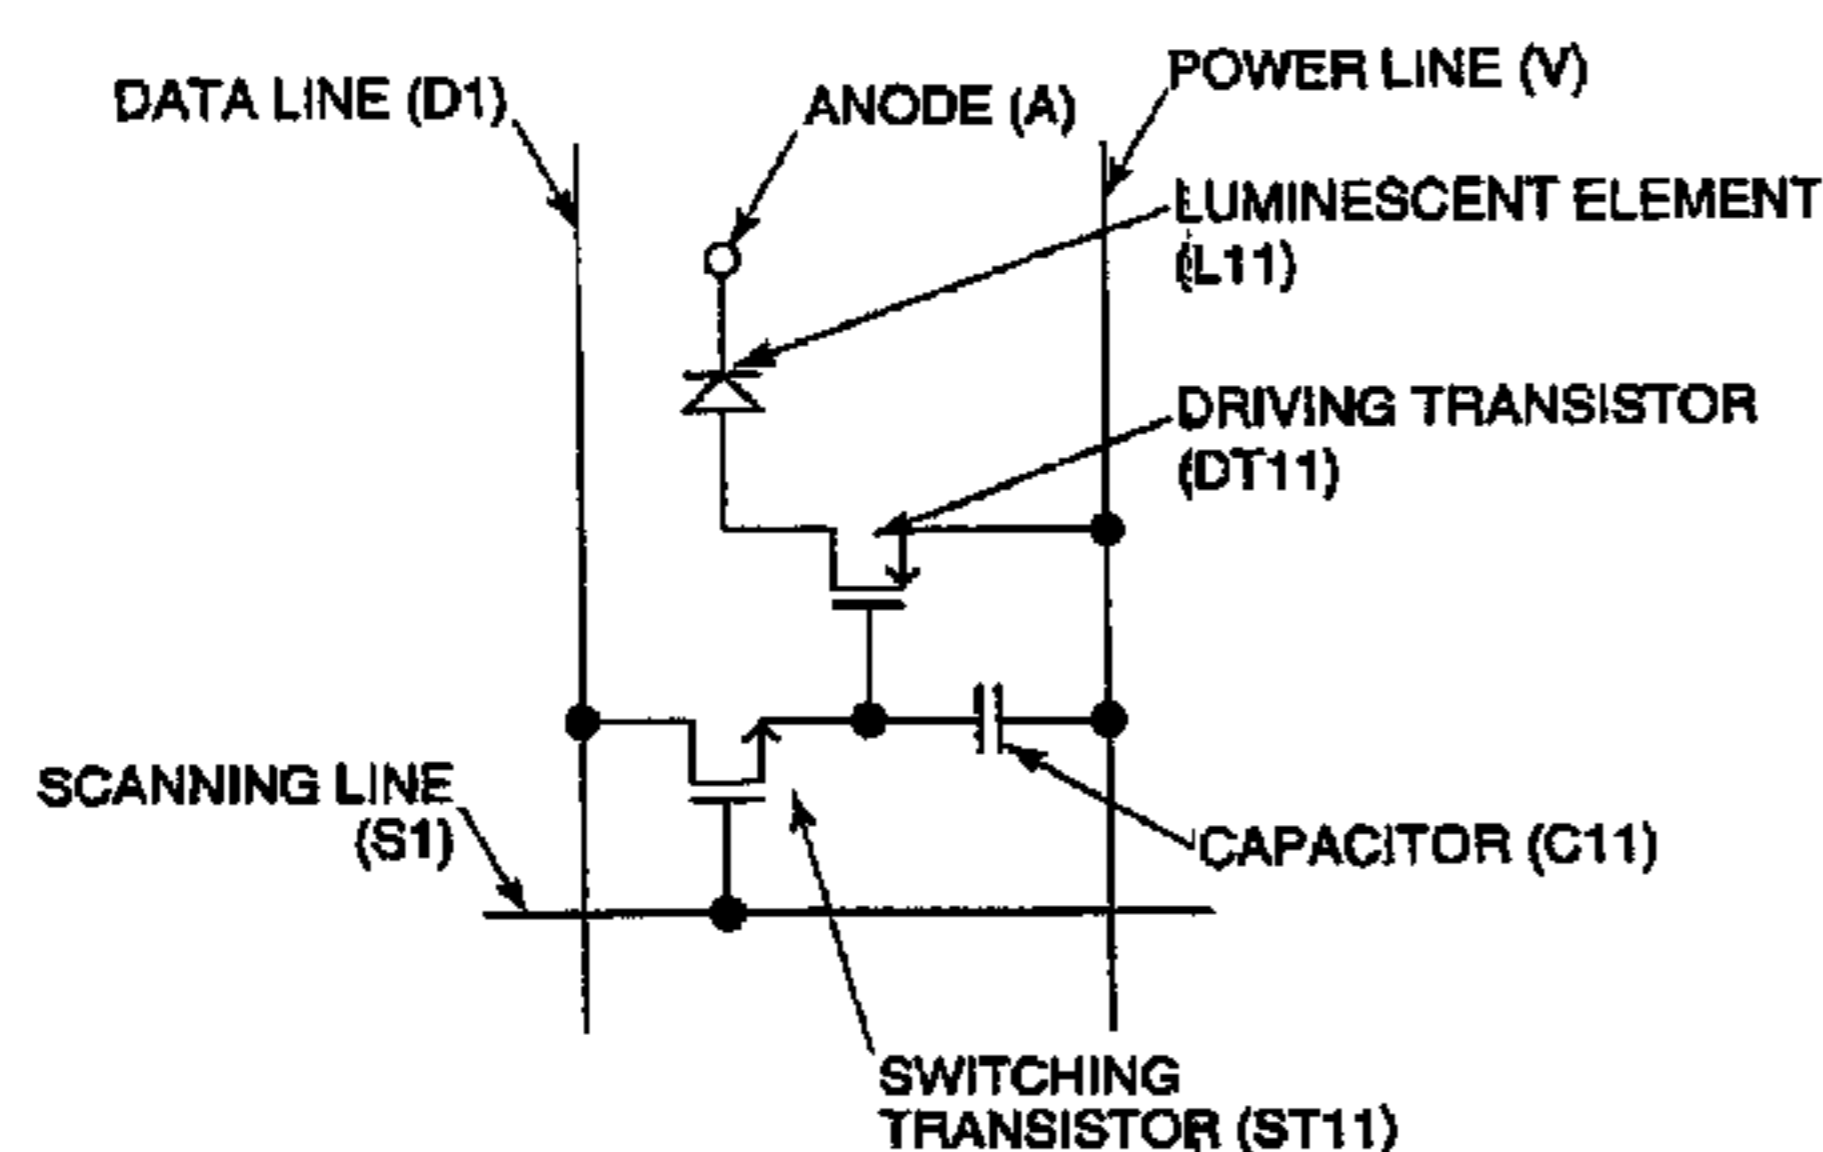 DATA LINE (D1)
ANODE (A)
POWER LINE (V)
LUMINESCENT ELEMENT
(L11)
DRIVING TRANSISTOR
(DT11)
SCANNING LINE
(S1)
CAPACITOR (C11)
SWITCHING
TRANSISTOR (ST11)